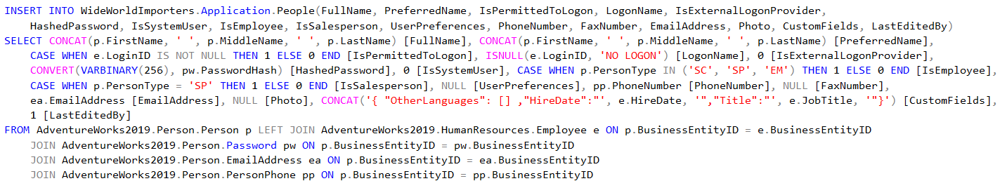 INSERT INTO WideWorldImporters.Application.People(FullName, PreferredName, IsPermittedToLogon, LogonName, IsExternalLogonProvider,
HashedPassword, IsSystemUser, IsEmployee, IsSalesperson, UserPreferences, PhoneNumber, FaxNumber, EmailAddress, Photo, CustomFields, LastEditedBy)
SELECT CONCAT(p.FirstName, ' ', p.MiddleName, ' ', p.LastName) [FullName], CONCAT(p.FirstName, ' ', p.MiddleName, ' ', p.LastName) [PreferredName],
CASE WHEN e.LoginID IS NOT NULL THEN 1 ELSE 0 END [IsPermittedToLogon], ISNULL(e.LoginID, 'NO LOGON') [LogonName], 0 [IsExternalLogonProvider],
CONVERT(VARBINARY(256), pw.PasswordHash) [HashedPassword], 0 [IsSystemUser], CASE WHEN p.PersonType IN ('SC', 'SP', 'EM') THEN 1 ELSE 0 END [IsEmployee],
CASE WHEN p.PersonType = 'SP' THEN 1 ELSE 0 END [IsSalesperson], NULL [UserPreferences], pp.PhoneNumber [PhoneNumber], NULL [FaxNumber],
ea.EmailAddress [EmailAddress], NULL [Photo], CONCAT('{ "OtherLanguages": [] ,"HireDate":"', e.HireDate, '","Title":"', e.JobTitle, '"}') [CustomFields],
1 [LastEditedBy]
FROM AdventureWorks2019.Person.Person p LEFT JOIN AdventureWorks2019.HumanResources.Employee e ON p.BusinessEntityID = e.BusinessEntityID
JOIN AdventureWorks2019.Person.Password pw ON p.BusinessEntityID = pw.BusinessEntityID
JOIN AdventureWorks2019.Person.EmailAddress ea ON p.BusinessEntityID = ea.BusinessEntityID
JOIN AdventureWorks2019.Person.PersonPhone pp ON p.BusinessEntityID = pp.BusinessEntityID